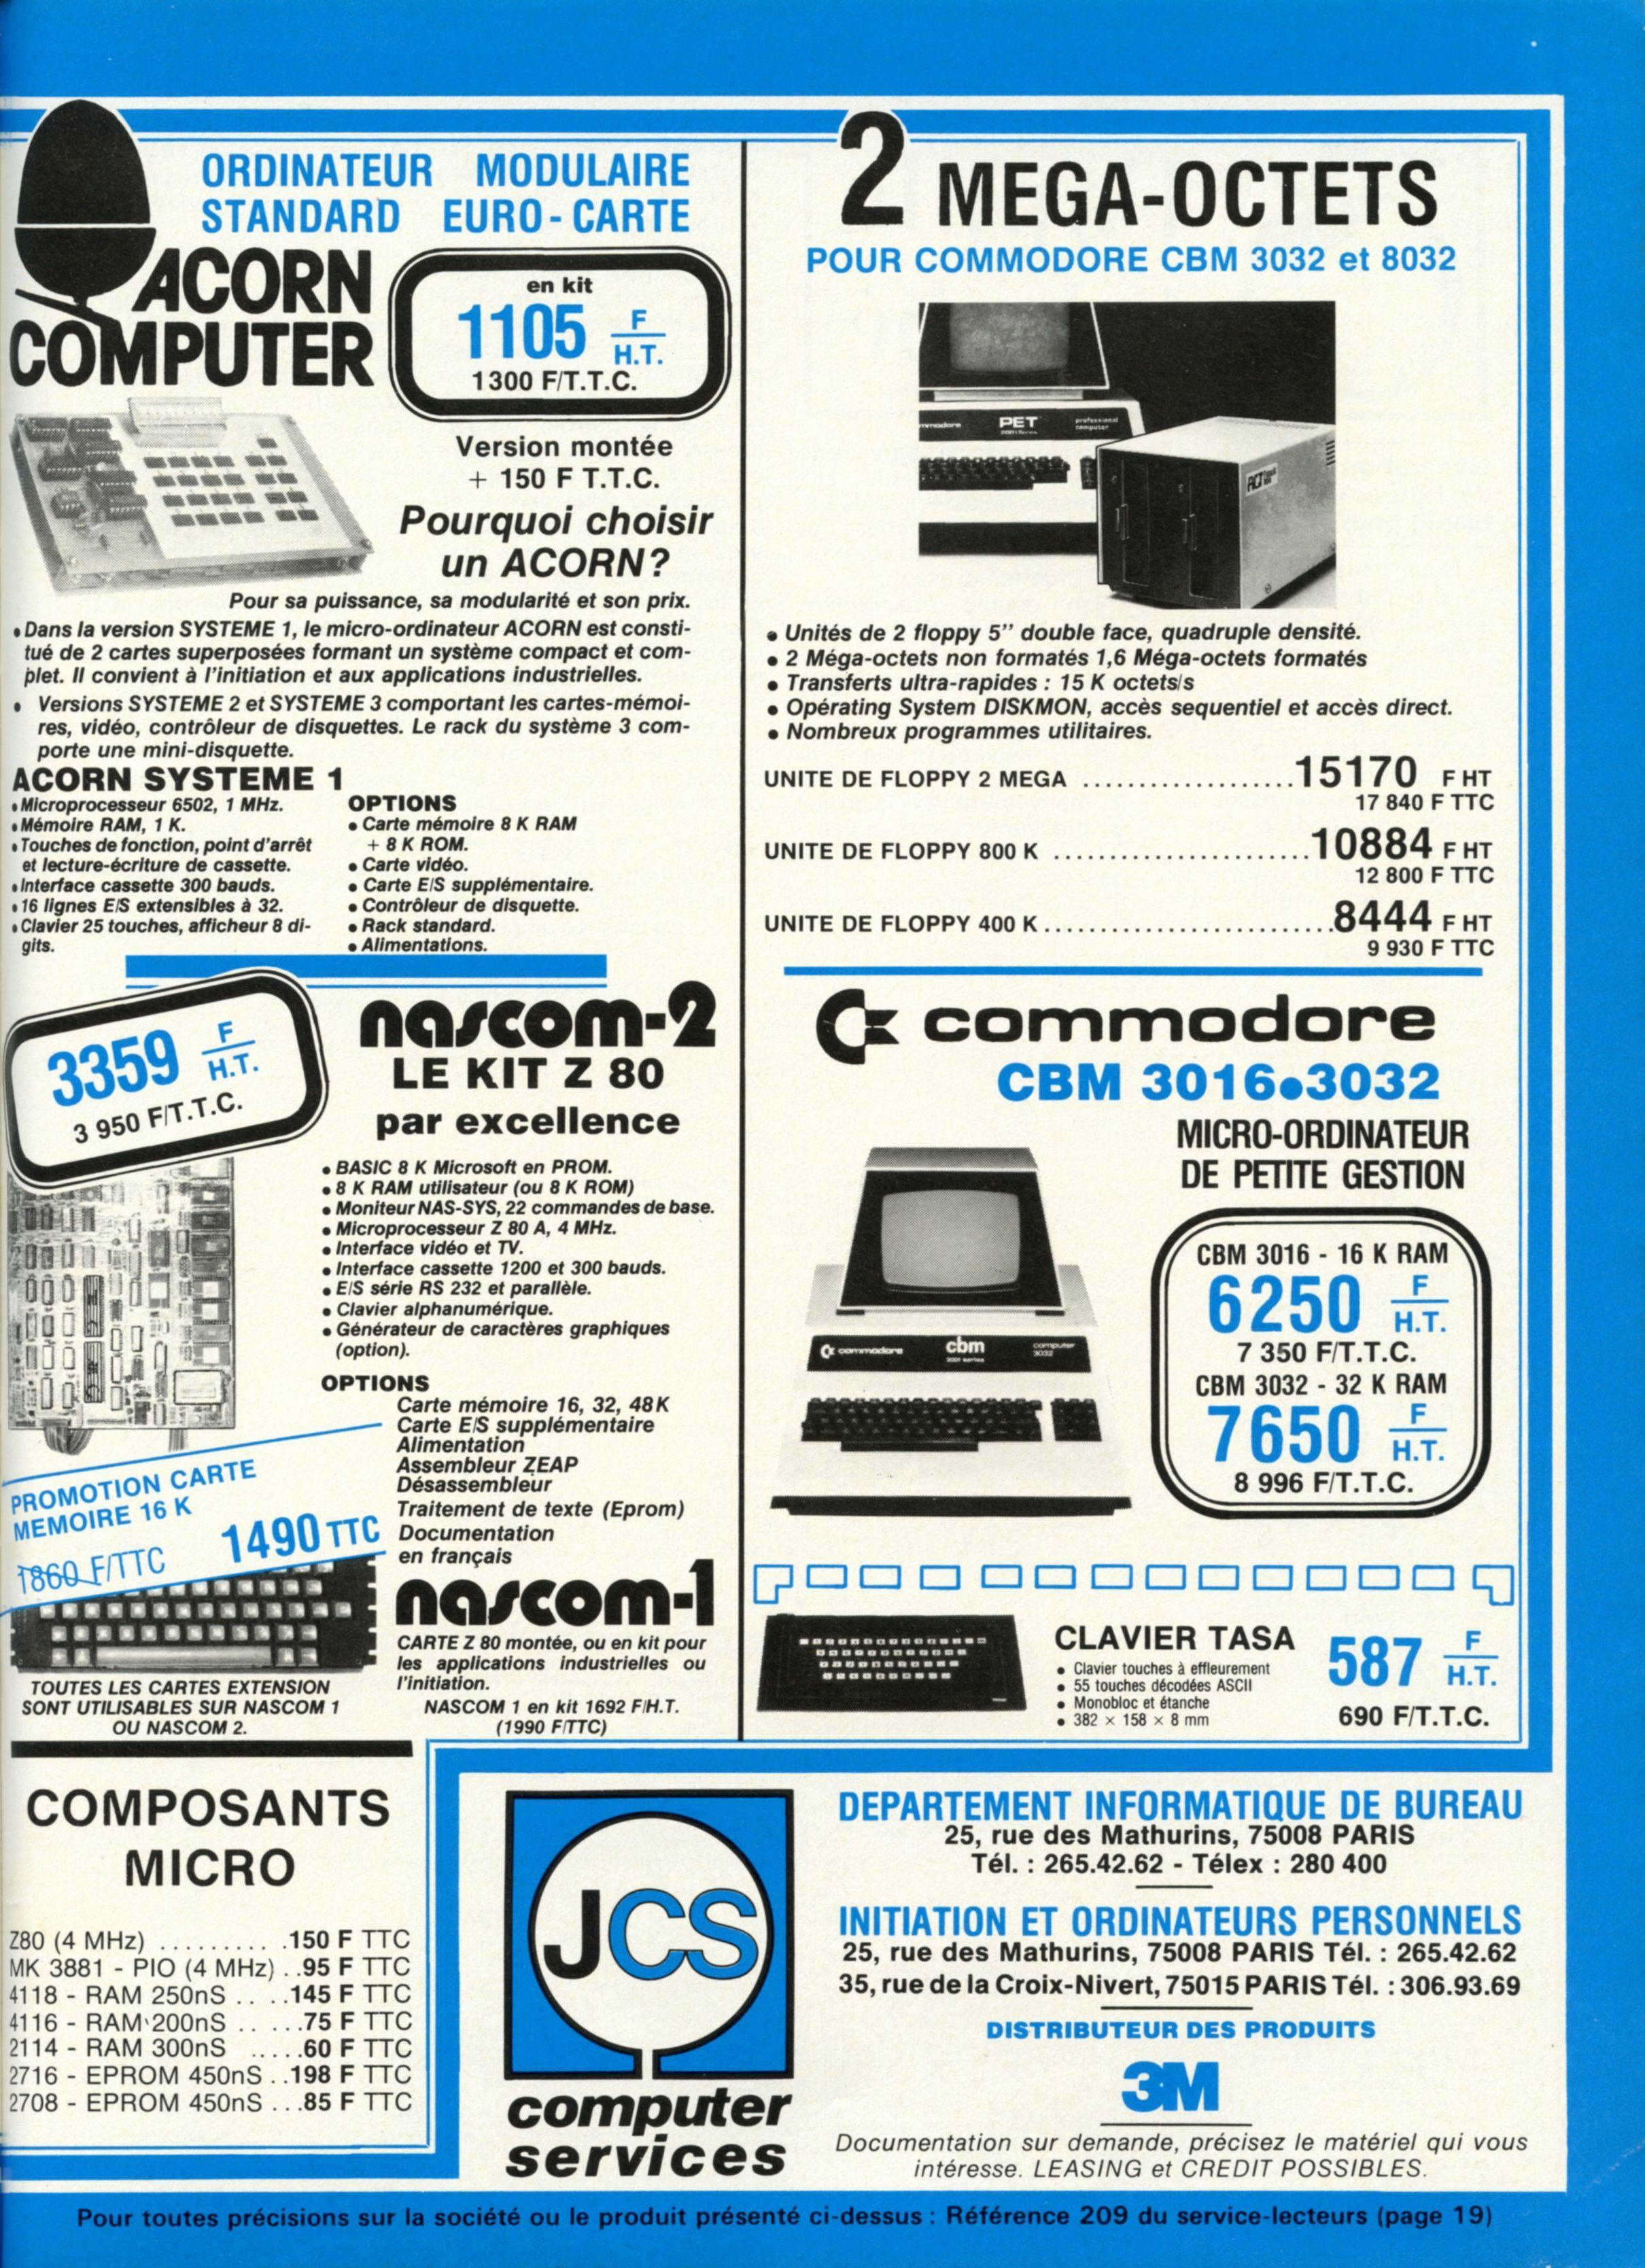 ORDINATEUR MODULAIRE
STANDARD EURO-CARTE
ACORN
COMPUTER
en kit
1105 F
H.T.
1300 F/T.T.C.
Version montée
+ 150 F T.T.C.
Pourquoi choisir
un ACORN?
Pour sa puissance, sa modularité et son prix.
• Dans la version SYSTEME 1, le micro-ordinateur ACORN est consti-
tué de 2 cartes superposées formant un système compact et com-
plet. Il convient à l'initiation et aux applications industrielles.
• Versions SYSTEME 2 et SYSTEME 3 comportant les cartes-mémoi-
res, vidéo, contrôleur de disquettes. Le rack du système 3 com-
porte une mini-disquette.
ACORN SYSTEME 1
• Microprocesseur 6502, 1 MHz.
• Mémoire RAM, 1 K.
• Touches de fonction, point d'arrêt
et lecture-écriture de cassette.
• Interface cassette 300 bauds.
• 16 lignes E/S extensibles à 32.
• Clavier 25 touches, afficheur 8 di-
gits.
OPTIONS
• Carte mémoire 8 K RAM
+ 8 K ROM.
• Carte vidéo.
• Carte E/S supplémentaire.
• Contrôleur de disquette.
• Rack standard.
• Alimentations.
3359 F
H.T.
3 950 F/T.T.C.
nascom-2
LE KIT Z 80
par excellence
• BASIC 8 K Microsoft en PROM.
• 8 K RAM utilisateur (ou 8 K ROM)
• Moniteur NAS-SYS, 22 commandes de base.
• Microprocesseur Z 80 A, 4 MHz.
• Interface vidéo et TV.
• Interface cassette 1200 et 300 bauds.
• E/S série RS 232 et parallèle.
• Clavier alphanumérique.
• Générateur de caractères graphiques
(option).
OPTIONS
Carte mémoire 16, 32, 48K
Carte E/S supplémentaire
Alimentation
Assembleur ZEAP
Désassembleur
Traitement de texte (Eprom)
Documentation
en français
PROMOTION CARTE
MEMOIRE 16 K
1860 F/TTC 1490 TTC
TOUTES LES CARTES EXTENSION
SONT UTILISABLES SUR NASCOM 1
OU NASCOM 2.
nascom-1
CARTE Z 80 montée, ou en kit pour
les applications industrielles ou
l'initiation.
NASCOM 1 en kit 1692 F/H.T.
(1990 F/TTC)
2 MEGA-OCTETS
POUR COMMODORE CBM 3032 et 8032
mmodore PET professional
computer
2001 Series
ACT
• Unités de 2 floppy 5'' double face, quadruple densité.
• 2 Méga-octets non formatés 1,6 Méga-octets formatés
• Transferts ultra-rapides : 15 K octets/s
• Opérating System DISKMON, accès sequentiel et accès direct.
• Nombreux programmes utilitaires.
UNITE DE FLOPPY 2 MEGA ................... 15170 F HT
17 840 F TTC
UNITE DE FLOPPY 800 K ....................... 10884 F HT
12 800 F TTC
UNITE DE FLOPPY 400 K .......................... 8444 F HT
9 930 F TTC
commodore
CBM 3016•3032
MICRO-ORDINATEUR
DE PETITE GESTION
commodore cbm computer
2001 series 3032
CBM 3016 - 16 K RAM
6250 F
H.T.
7 350 F/T.T.C.
CBM 3032 - 32 K RAM
7650 F
H.T.
8 996 F/T.T.C.
CLAVIER TASA
• Clavier touches à effleurement
• 55 touches décodées ASCII
• Monobloc et étanche
• 382 × 158 × 8 mm
587 F
H.T.
690 F/T.T.C.
COMPOSANTS
MICRO
Z80 (4 MHz) .......... 150 F TTC
MK 3881 - PIO (4 MHz) . . 95 F TTC
4118 - RAM 250nS . . . . 145 F TTC
4116 - RAM 200nS . . . . . 75 F TTC
2114 - RAM 300nS ..... 60 F TTC
2716 - EPROM 450nS . . 198 F TTC
2708 - EPROM 450nS . . . 85 F TTC
JCS
computer
services
DEPARTEMENT INFORMATIQUE DE BUREAU
25, rue des Mathurins, 75008 PARIS
Tél. : 265.42.62 - Télex : 280 400
INITIATION ET ORDINATEURS PERSONNELS
25, rue des Mathurins, 75008 PARIS Tél. : 265.42.62
35, rue de la Croix-Nivert, 75015 PARIS Tél. : 306.93.69
DISTRIBUTEUR DES PRODUITS
3M
Documentation sur demande, précisez le matériel qui vous
intéresse. LEASING et CREDIT POSSIBLES.
Pour toutes précisions sur la société ou le produit présenté ci-dessus : Référence 209 du service-lecteurs (page 19)